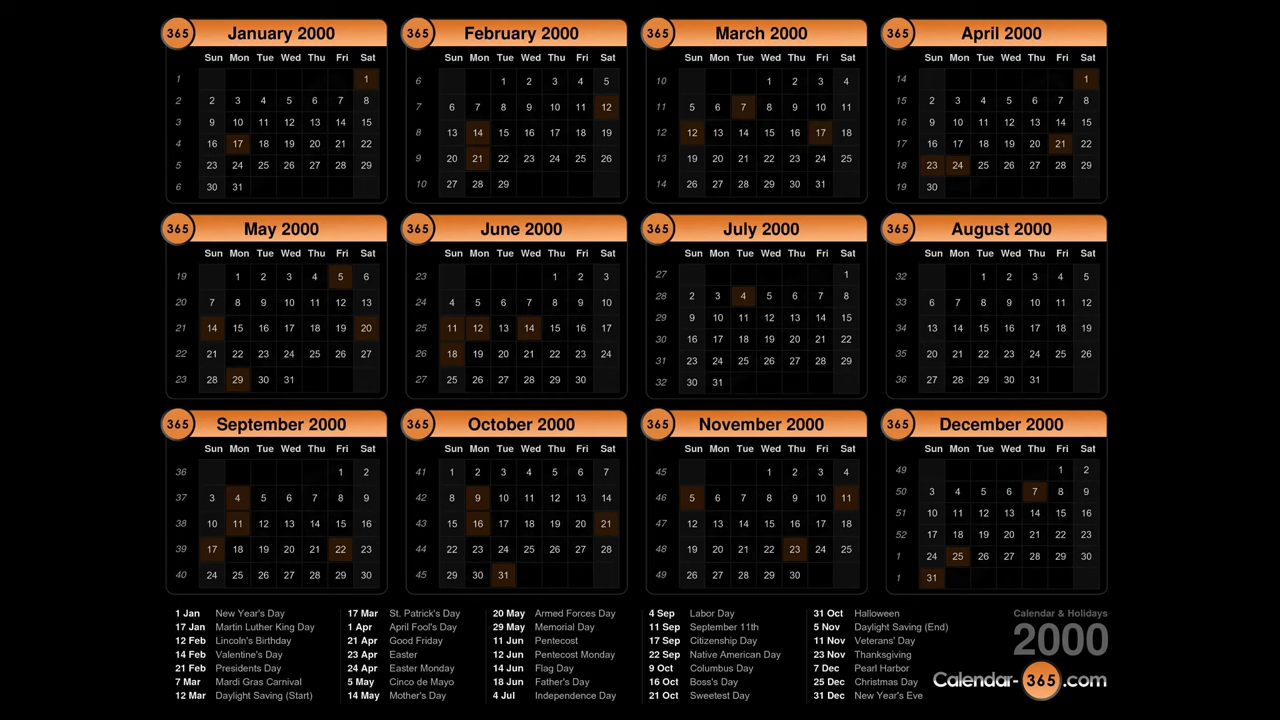 365 January 2000
Sun Mon Tue Wed Thu Fri Sat
1 1
2 2 3 4 5 6 7 8
3 9 10 11 12 13 14 15
4 16 17 18 19 20 21 22
5 23 24 25 26 27 28 29
6 30 31
365 February 2000
Sun Mon Tue Wed Thu Fri Sat
6 1 2 3 4 5
7 6 7 8 9 10 11 12
8 13 14 15 16 17 18 19
9 20 21 22 23 24 25 26
10 27 28 29
365 March 2000
Sun Mon Tue Wed Thu Fri Sat
10 1 2 3 4
11 5 6 7 8 9 10 11
12 12 13 14 15 16 17 18
13 19 20 21 22 23 24 25
14 26 27 28 29 30 31
365 April 2000
Sun Mon Tue Wed Thu Fri Sat
14 1
15 2 3 4 5 6 7 8
16 9 10 11 12 13 14 15
17 16 17 18 19 20 21 22
18 23 24 25 26 27 28 29
19 30
365 May 2000
Sun Mon Tue Wed Thu Fri Sat
19 1 2 3 4 5 6
20 7 8 9 10 11 12 13
21 14 15 16 17 18 19 20
22 21 22 23 24 25 26 27
23 28 29 30 31
365 June 2000
Sun Mon Tue Wed Thu Fri Sat
23 1 2 3
24 4 5 6 7 8 9 10
25 11 12 13 14 15 16 17
26 18 19 20 21 22 23 24
27 25 26 27 28 29 30
365 July 2000
Sun Mon Tue Wed Thu Fri Sat
27 1
28 2 3 4 5 6 7 8
29 9 10 11 12 13 14 15
30 16 17 18 19 20 21 22
31 23 24 25 26 27 28 29
32 30 31
365 August 2000
Sun Mon Tue Wed Thu Fri Sat
32 1 2 3 4 5
33 6 7 8 9 10 11 12
34 13 14 15 16 17 18 19
35 20 21 22 23 24 25 26
36 27 28 29 30 31
365 September 2000
Sun Mon Tue Wed Thu Fri Sat
36 1 2
37 3 4 5 6 7 8 9
38 10 11 12 13 14 15 16
39 17 18 19 20 21 22 23
40 24 25 26 27 28 29 30
365 October 2000
Sun Mon Tue Wed Thu Fri Sat
41 1 2 3 4 5 6 7
42 8 9 10 11 12 13 14
43 15 16 17 18 19 20 21
44 22 23 24 25 26 27 28
45 29 30 31
365 November 2000
Sun Mon Tue Wed Thu Fri Sat
45 1 2 3 4
46 5 6 7 8 9 10 11
47 12 13 14 15 16 17 18
48 19 20 21 22 23 24 25
49 26 27 28 29 30
365 December 2000
Sun Mon Tue Wed Thu Fri Sat
49 1 2
50 3 4 5 6 7 8 9
51 10 11 12 13 14 15 16
52 17 18 19 20 21 22 23
1 24 25 26 27 28 29 30
1 31
1 Jan New Year's Day
17 Jan Martin Luther King Day
12 Feb Lincoln's Birthday
14 Feb Valentine's Day
21 Feb Presidents Day
7 Mar Mardi Gras Carnival
12 Mar Daylight Saving (Start)
17 Mar St. Patrick's Day
1 Apr April Fool's Day
21 Apr Good Friday
23 Apr Easter
24 Apr Easter Monday
5 May Cinco de Mayo
14 May Mother's Day
20 May Armed Forces Day
29 May Memorial Day
11 Jun Pentecost
12 Jun Pentecost Monday
14 Jun Flag Day
18 Jun Father's Day
4 Jul Independence Day
4 Sep Labor Day
11 Sep September 11th
17 Sep Citizenship Day
22 Sep Native American Day
9 Oct Columbus Day
16 Oct Boss's Day
21 Oct Sweetest Day
31 Oct Halloween
5 Nov Daylight Saving (End)
11 Nov Veterans' Day
23 Nov Thanksgiving
7 Dec Pearl Harbor
25 Dec Christmas Day
31 Dec New Year's Eve
Calendar & Holidays
2000
Calendar-365.com